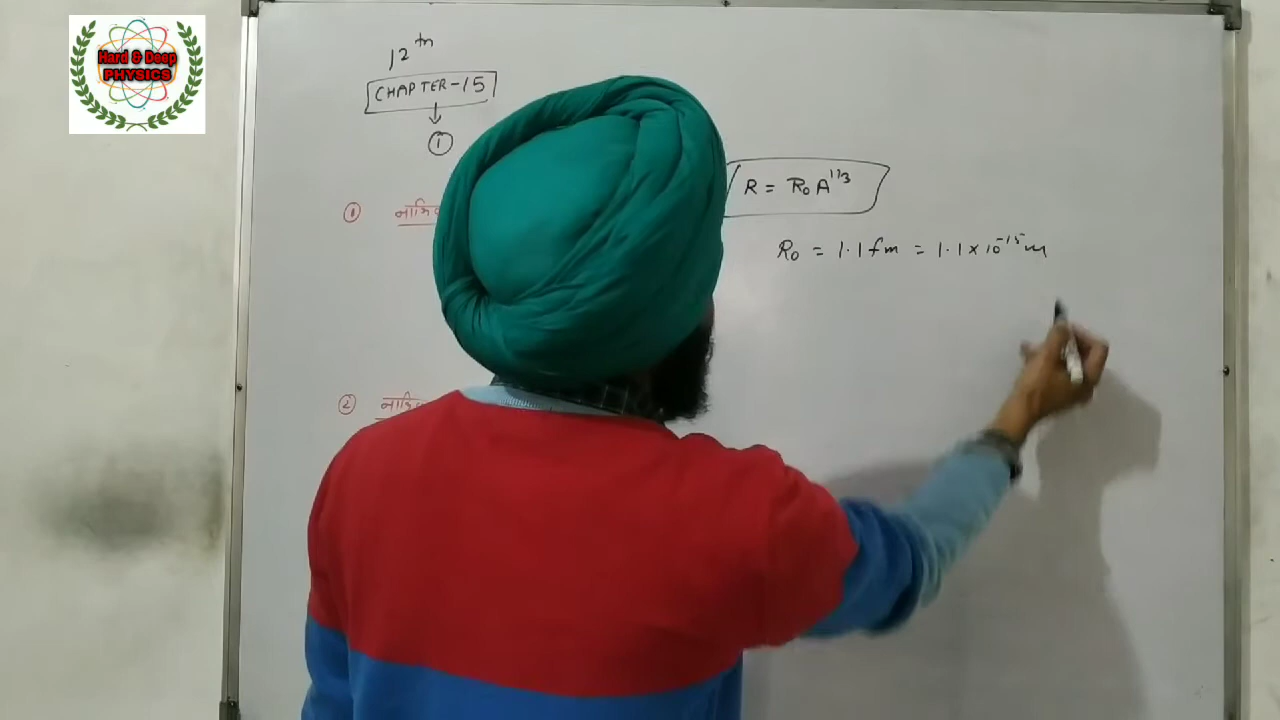 Hard & Deep
PHYSICS
12th
CHAPTER-15
↓
①
①
R = R₀A^1/3
R₀ = 1.1 fm = 1.1 × 10⁻¹⁵ m
②